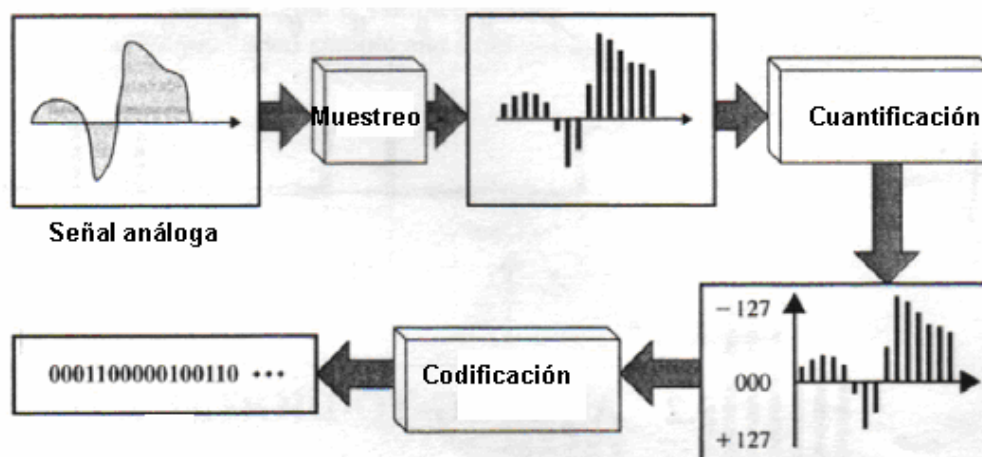 Muestreo
Cuantificación
Señal análoga
− 127
000
+ 127
Codificación
0001100000100110 •••